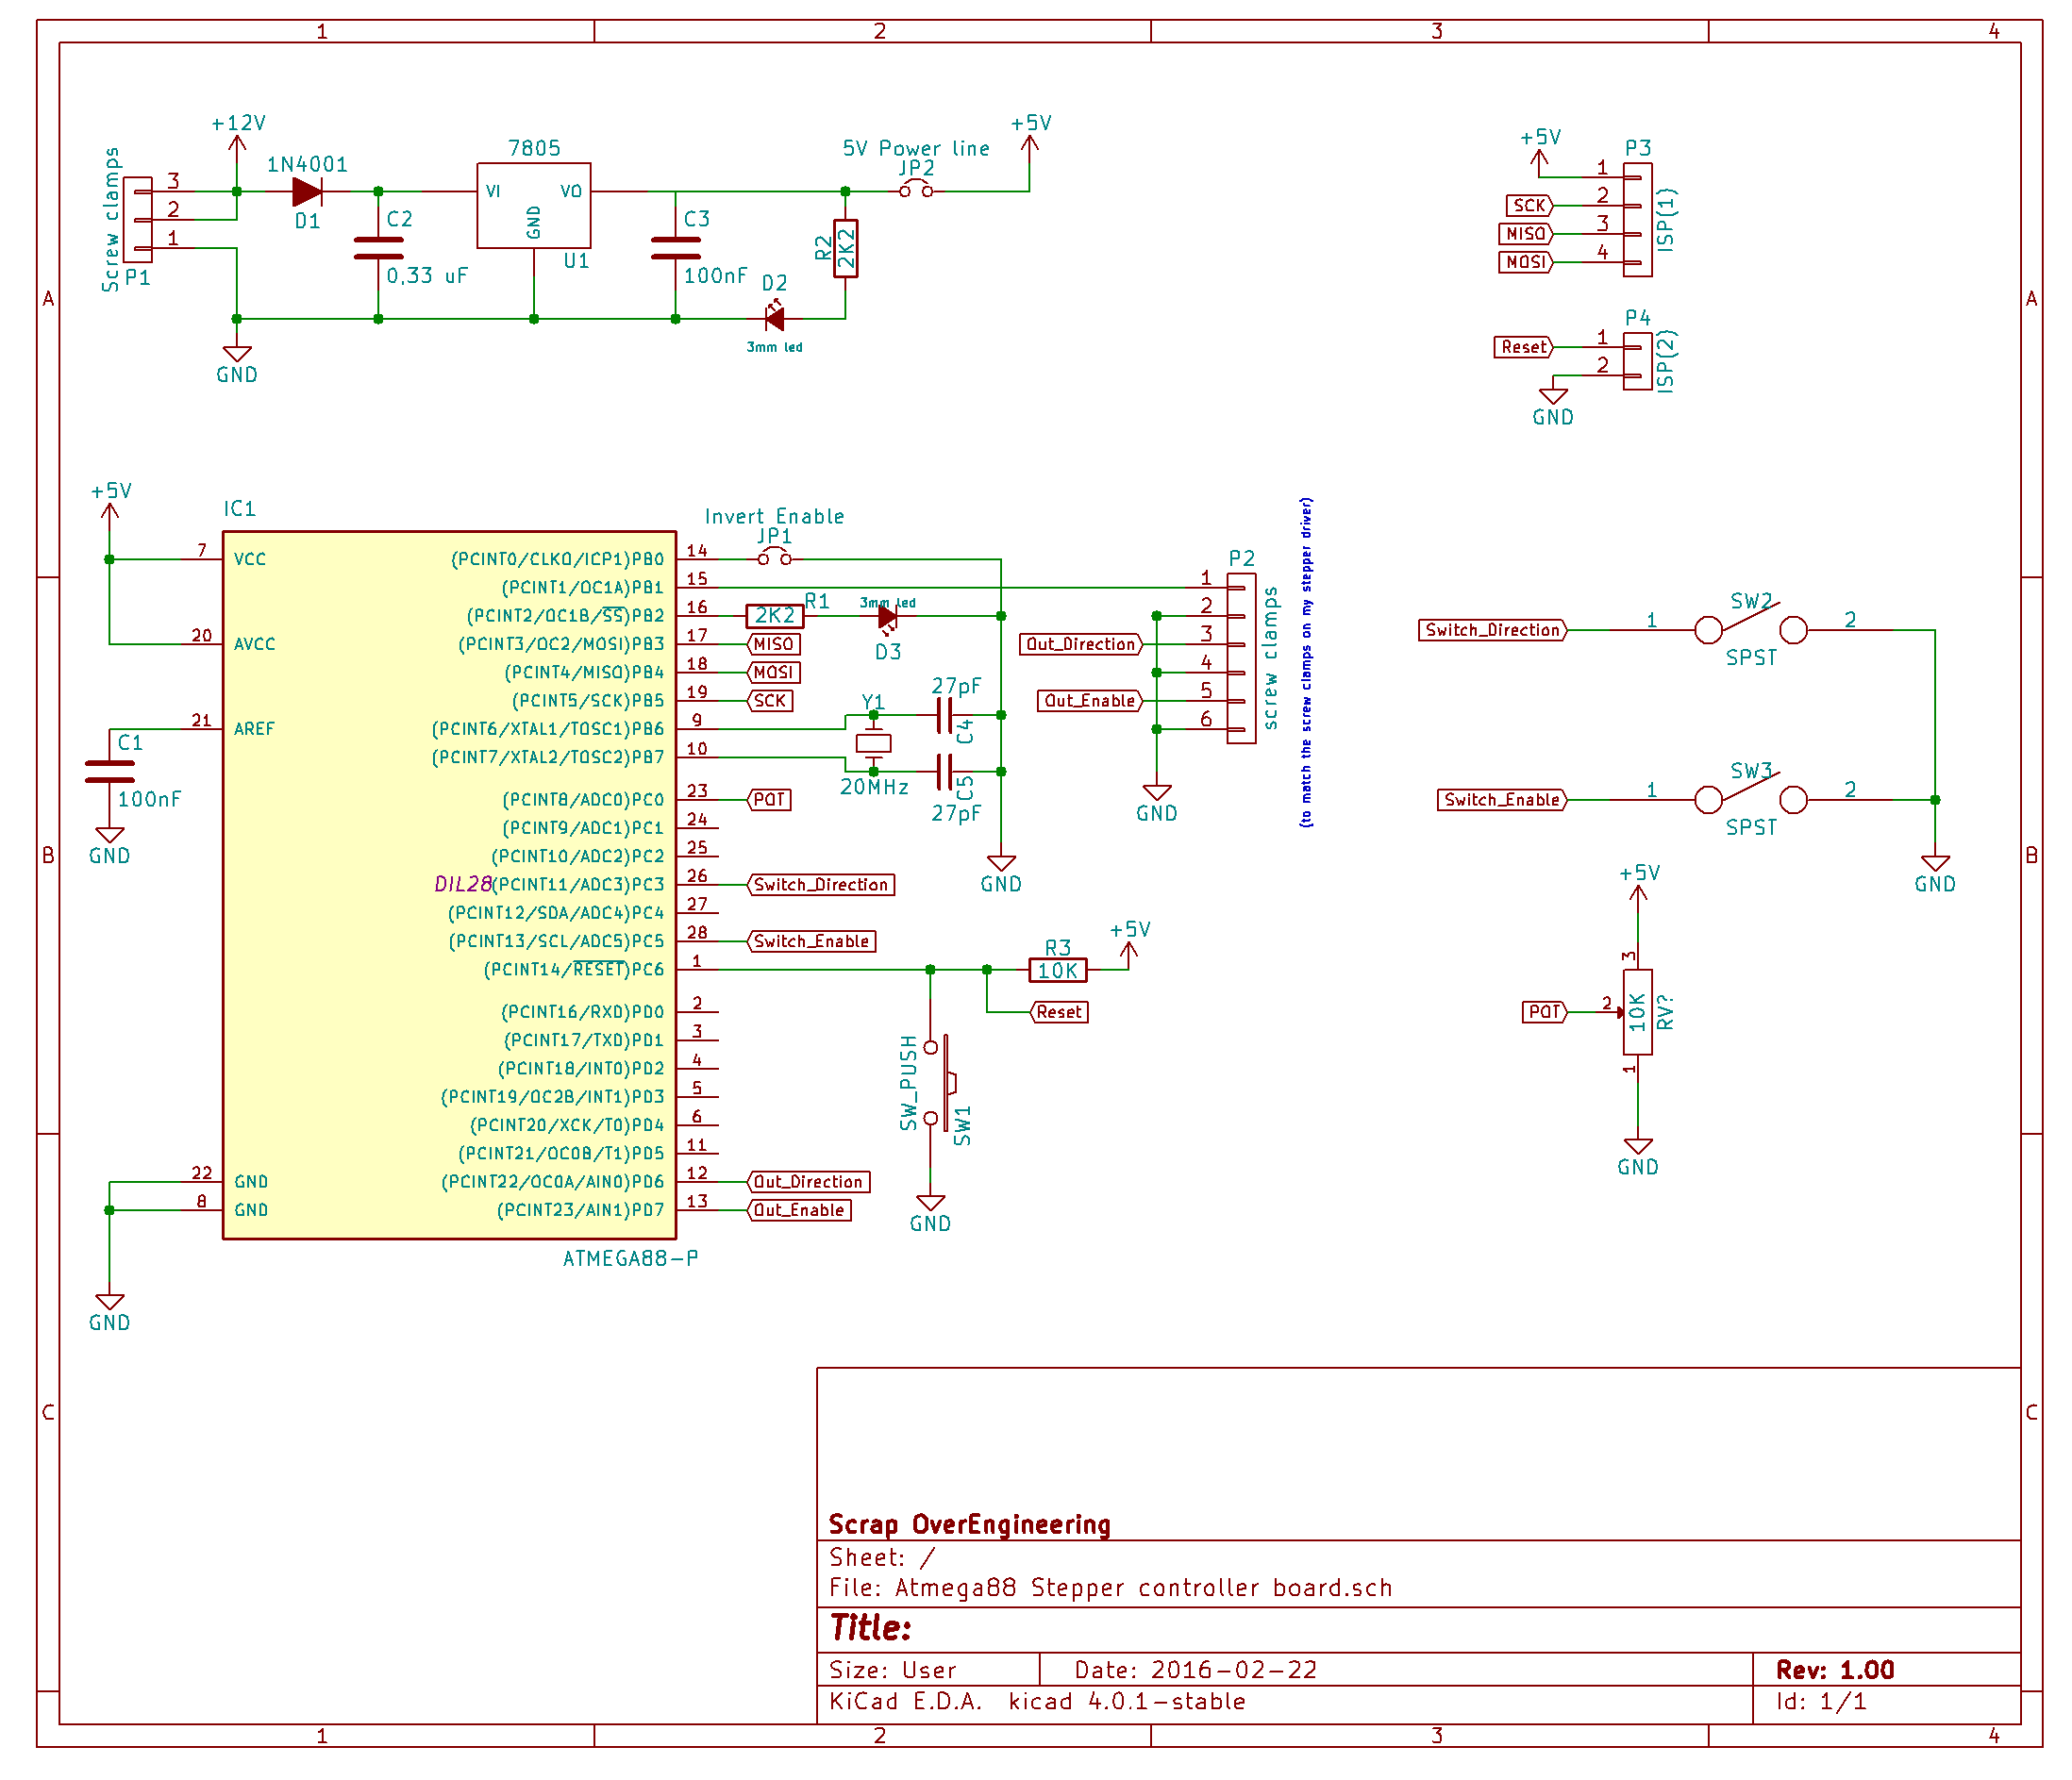 1 2 3 4
A B C
A B C
1 2 3 4
+12V
1N4001
D1
Screw clamps
P1
3
2
1
C2
0,33 uF
7805
VI VO
GND
U1
C3
100nF
D2
3mm led
R2
2K2
5V Power line
JP2
+5V
GND
+5V
P3
ISP(1)
1
SCK 2
MISO 3
MOSI 4
P4
ISP(2)
Reset 1
2
GND
+5V
IC1
7 VCC
20 AVCC
21 AREF
C1
100nF
GND
22 GND
8 GND
GND
DIL28
ATMEGA88-P
(PCINT0/CLKO/ICP1)PB0 14
(PCINT1/OC1A)PB1 15
(PCINT2/OC1B/SS)PB2 16
(PCINT3/OC2/MOSI)PB3 17 MISO
(PCINT4/MISO)PB4 18 MOSI
(PCINT5/SCK)PB5 19 SCK
(PCINT6/XTAL1/TOSC1)PB6 9
(PCINT7/XTAL2/TOSC2)PB7 10
(PCINT8/ADC0)PC0 23 POT
(PCINT9/ADC1)PC1 24
(PCINT10/ADC2)PC2 25
(PCINT11/ADC3)PC3 26 Switch_Direction
(PCINT12/SDA/ADC4)PC4 27
(PCINT13/SCL/ADC5)PC5 28 Switch_Enable
(PCINT14/RESET)PC6 1
(PCINT16/RXD)PD0 2
(PCINT17/TXD)PD1 3
(PCINT18/INT0)PD2 4
(PCINT19/OC2B/INT1)PD3 5
(PCINT20/XCK/T0)PD4 6
(PCINT21/OC0B/T1)PD5 11
(PCINT22/OC0A/AIN0)PD6 12 Out_Direction
(PCINT23/AIN1)PD7 13 Out_Enable
Invert Enable
JP1
R1
2K2
3mm led
D3
Y1
20MHz
27pF
C4
C5
27pF
GND
R3
10K
+5V
Reset
SW_PUSH
SW1
GND
P2
screw clamps
1
2
Out_Direction 3
4
Out_Enable 5
6
GND
(to match the screw clamps on my stepper driver)
SW2
Switch_Direction 1 2
SPST
SW3
Switch_Enable 1 2
SPST
GND
+5V
3
POT 2
10K
RV?
1
GND
Scrap OverEngineering
Sheet: /
File: Atmega88 Stepper controller board.sch
Title:
Size: User Date: 2016-02-22 Rev: 1.00
KiCad E.D.A. kicad 4.0.1-stable Id: 1/1